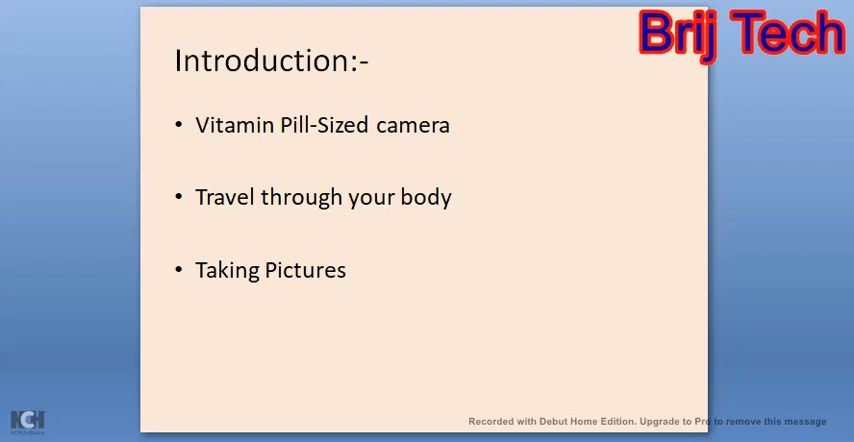 Brij Tech
Introduction:-
• Vitamin Pill-Sized camera
• Travel through your body
• Taking Pictures
Recorded with Debut Home Edition. Upgrade to Pro to remove this message
NCH